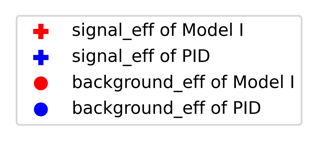 signal_eff of Model I
signal_eff of PID
background_eff of Model I
background_eff of PID